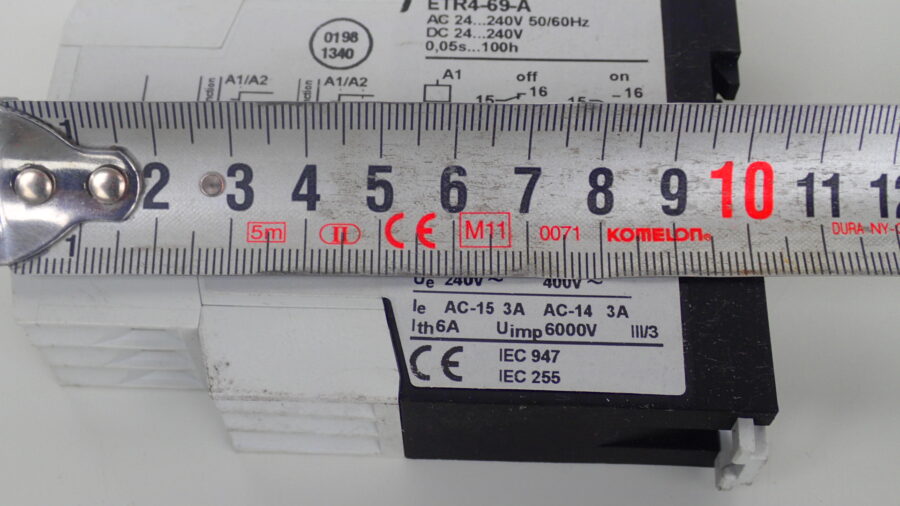 ETR4-69-A
AC 24...240V 50/60Hz
DC 24...240V
0,05s...100h
0198
1340
A1/A2 A1/A2 A1 off on
15 16 15 16
1 2 3 4 5 6 7 8 9 10 11 12
5m II CE M11 0071 KOMELON® DURA NY-
1
Ue 240V~ 400V~
Ie AC-15 3A AC-14 3A
Ith 6A Uimp 6000V III/3
CE IEC 947
IEC 255